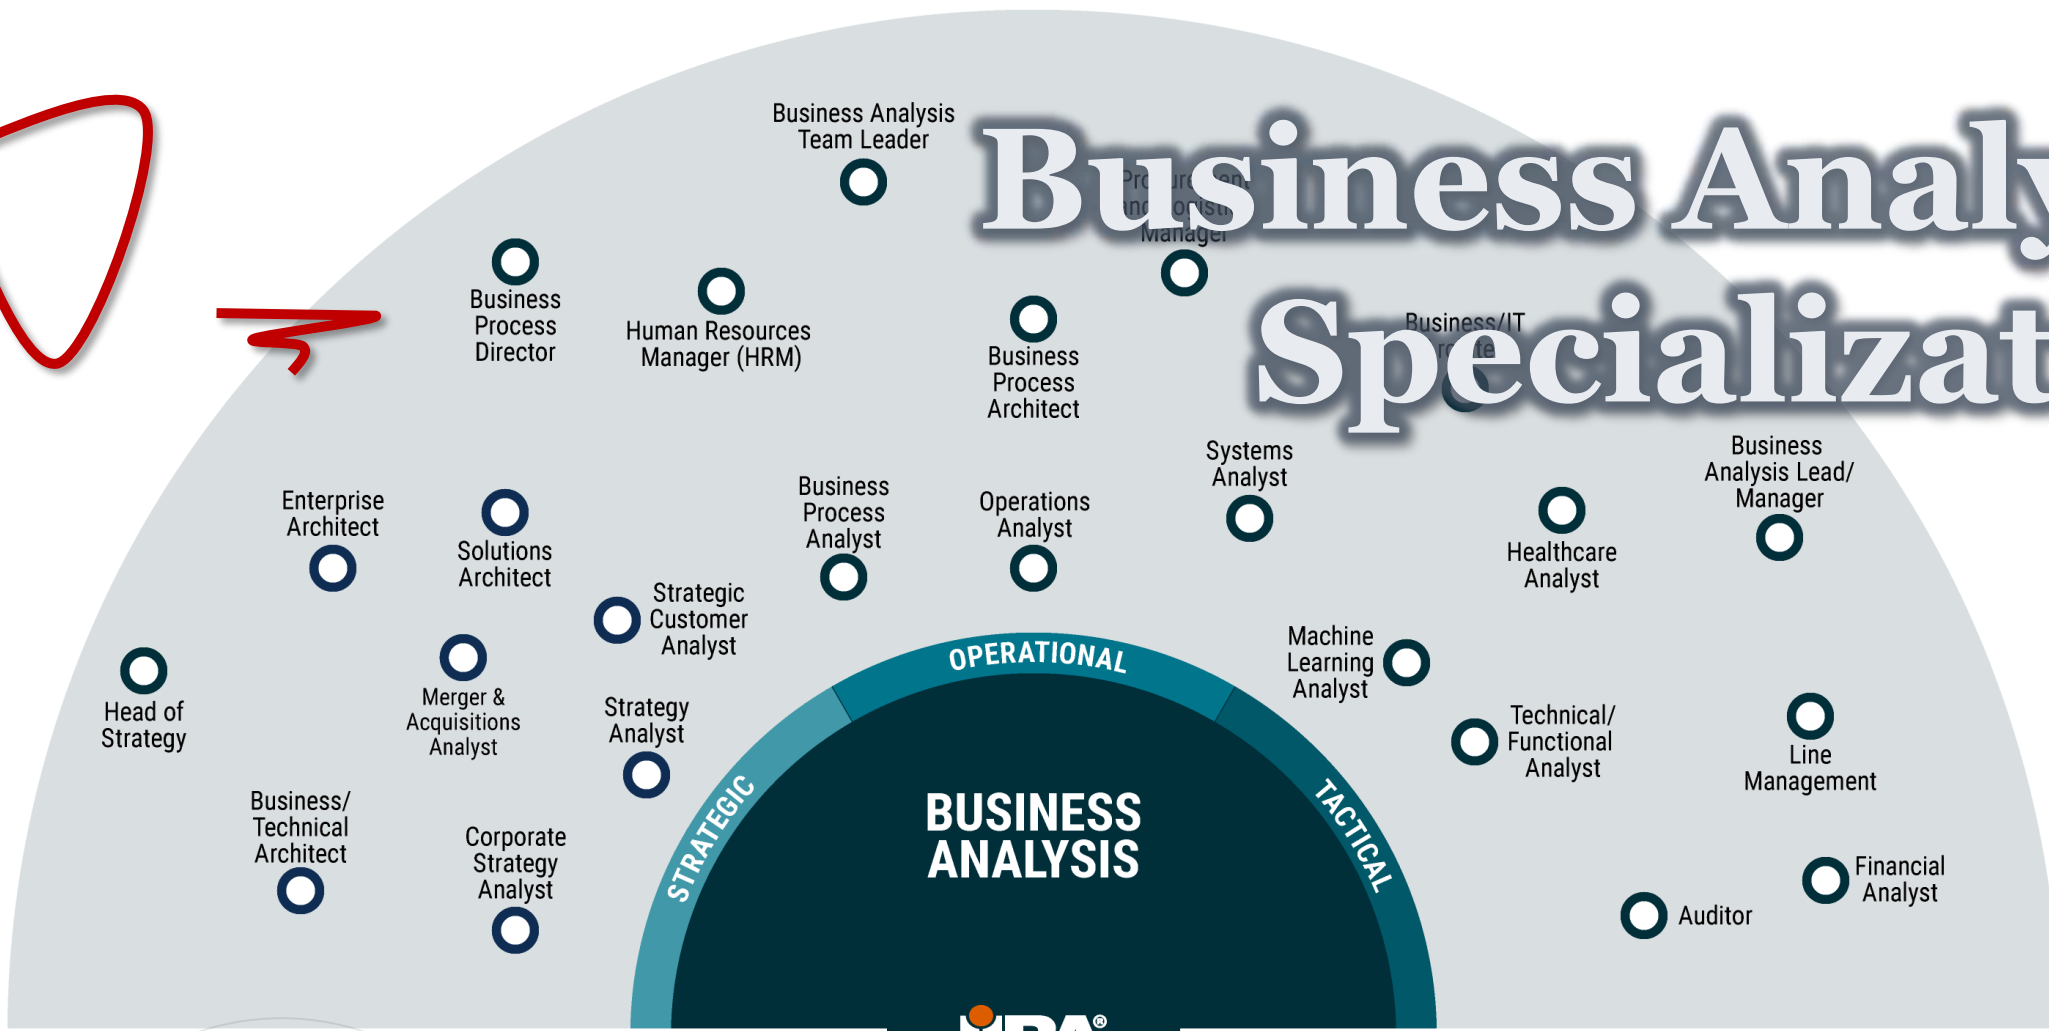 Business Analy
Specializat
Business Analysis
Team Leader
Procurement
and Logisti
Manager
Business
Process
Director
Human Resources
Manager (HRM)
Business
Process
Architect
Business/IT
Systems
Analyst
Business
Analysis Lead/
Manager
Enterprise
Architect
Solutions
Architect
Business
Process
Analyst
Operations
Analyst
Healthcare
Analyst
Strategic
Customer
Analyst
Machine
Learning
Analyst
Head of
Strategy
Merger &
Acquisitions
Analyst
Strategy
Analyst
Technical/
Functional
Analyst
Line
Management
Business/
Technical
Architect
Corporate
Strategy
Analyst
Financial
Analyst
Auditor
STRATEGIC
OPERATIONAL
TACTICAL
BUSINESS
ANALYSIS